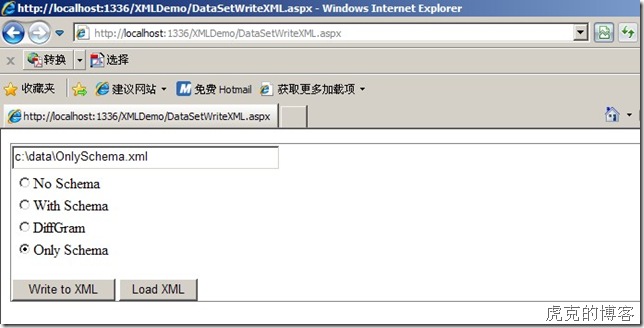 http://localhost:1336/XMLDemo/DataSetWriteXML.aspx - Windows Internet Explorer
http://localhost:1336/XMLDemo/DataSetWriteXML.aspx
x 转换 选择
收藏夹 建议网站 免费 Hotmail 获取更多加载项
http://localhost:1336/XMLDemo/DataSetWriteXML.aspx
c:\data\OnlySchema.xml
No Schema
With Schema
DiffGram
Only Schema
Write to XML Load XML
虎克的博客